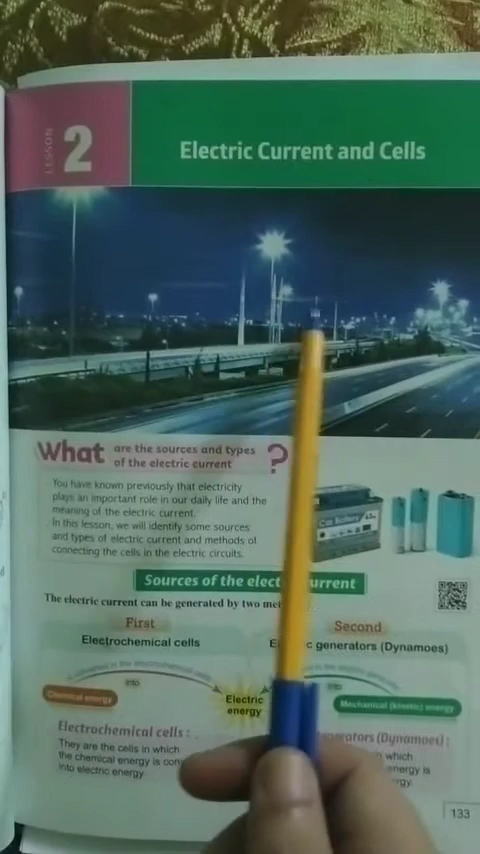 LESSON
2
Electric Current and Cells
What are the sources and types
of the electric current ?
You have known previously that electricity
plays an important role in our daily life and the
meaning of the electric current.
In this lesson, we will identify some sources
and types of electric current and methods of
connecting the cells in the electric circuits.
Car Battery
Sources of the elect urrent
The electric current can be generated by two met
First
Electrochemical cells
Second
generators (Dynamoes)
into
into
Chemical energy
Electric
energy
Mechanical (kinetic) energy
Electrochemical cells :
They are the cells in which
the chemical energy is con
into electric energy
erators (Dynamoes) :
which
energy is
133